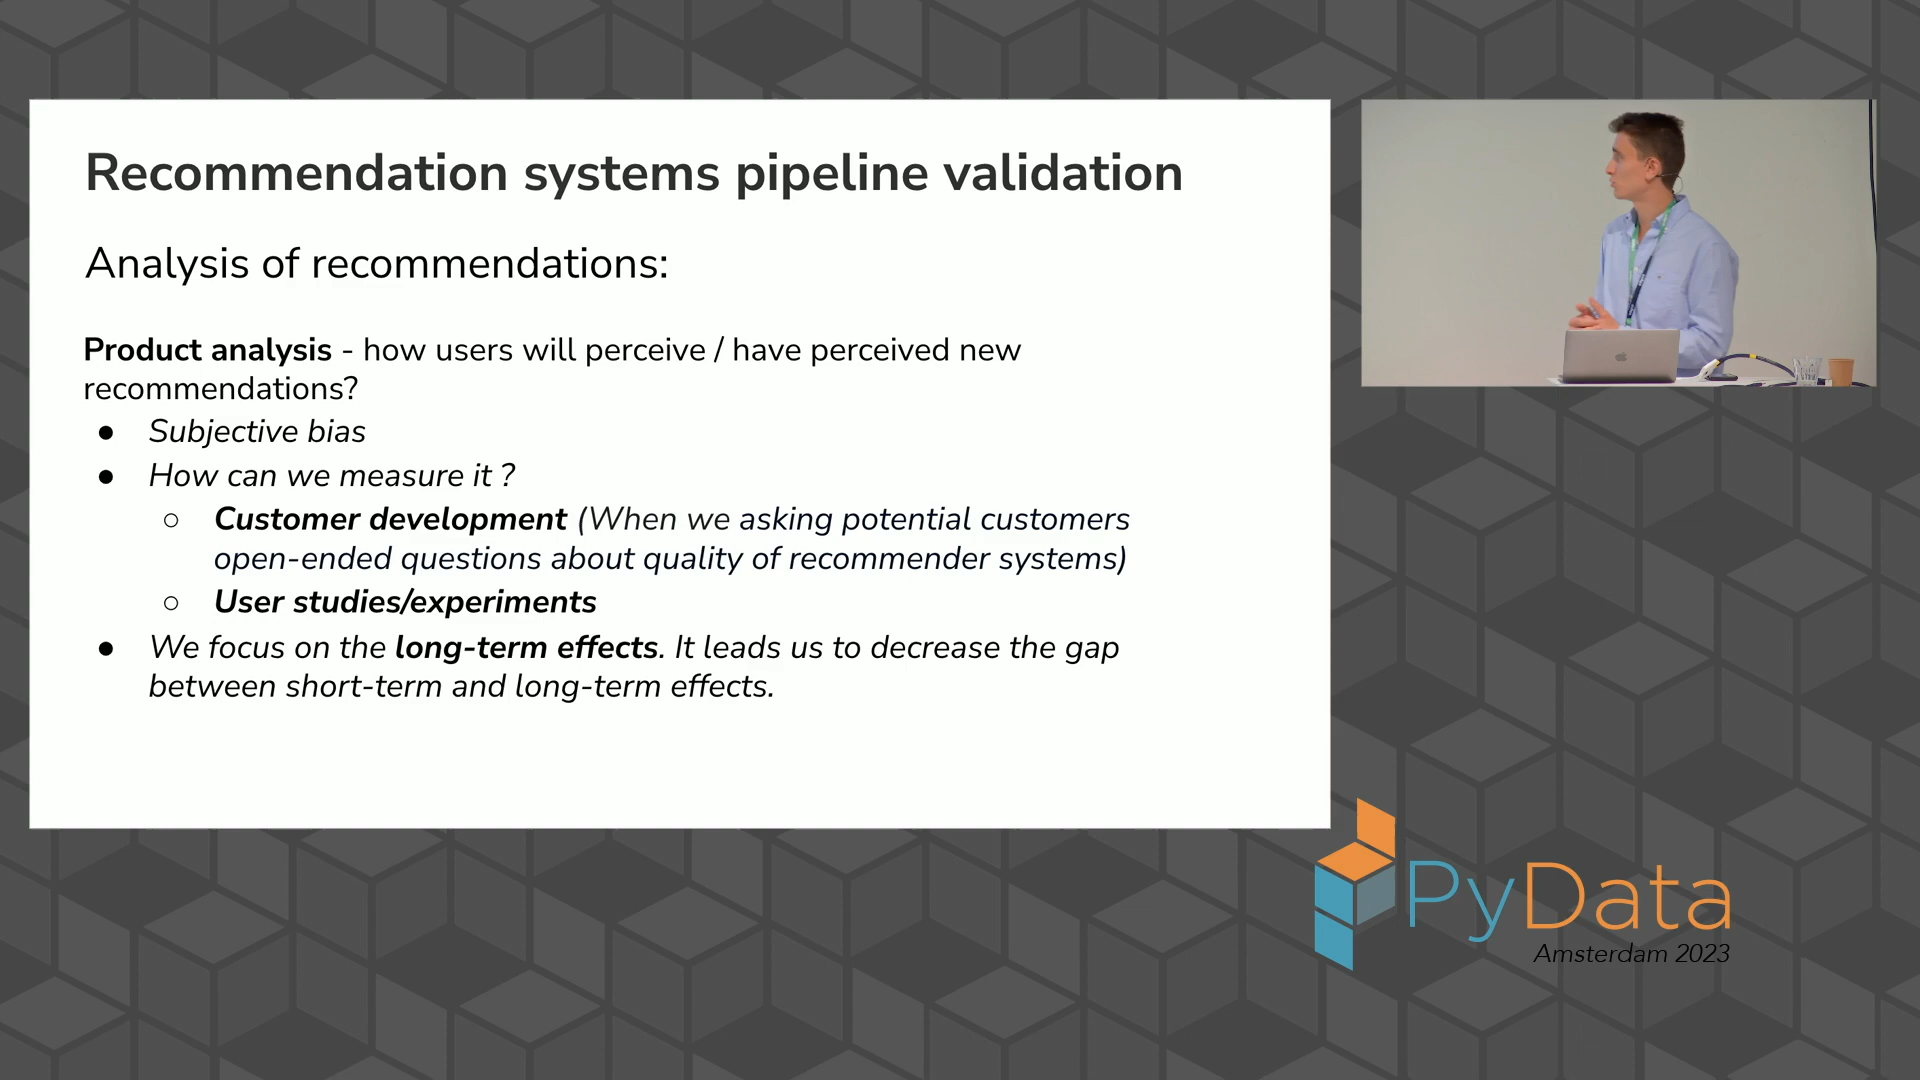 Recommendation systems pipeline validation
Analysis of recommendations:
Product analysis - how users will perceive / have perceived new
recommendations?
● Subjective bias
● How can we measure it ?
○ Customer development (When we asking potential customers
open-ended questions about quality of recommender systems)
○ User studies/experiments
● We focus on the long-term effects. It leads us to decrease the gap
between short-term and long-term effects.
PyData
Amsterdam 2023